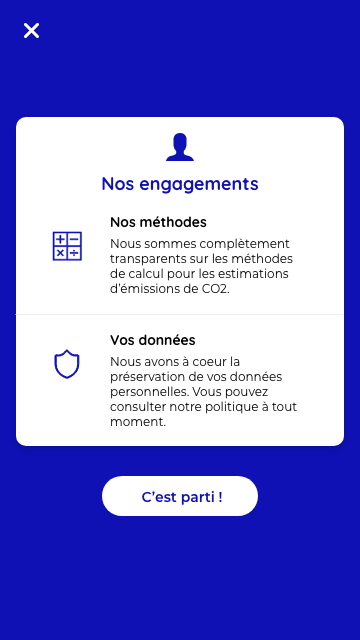 Nos engagements
Nos méthodes
Nous sommes complètement
transparents sur les méthodes
de calcul pour les estimations
d'émissions de CO2.
Vos données
Nous avons à coeur la
préservation de vos données
personnelles. Vous pouvez
consulter notre politique à tout
moment.
C'est parti !